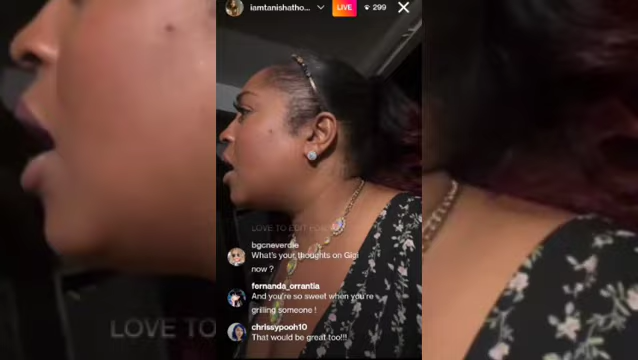 iamtanishatho...
LIVE
299
LOVE TO EDIT FOR
bgcneverdie
What's your thoughts on Gigi
now ?
fernanda_orrantia
And you're so sweet when you're
grilling someone !
chrissypooh10
That would be great too!!!
LOVE TO